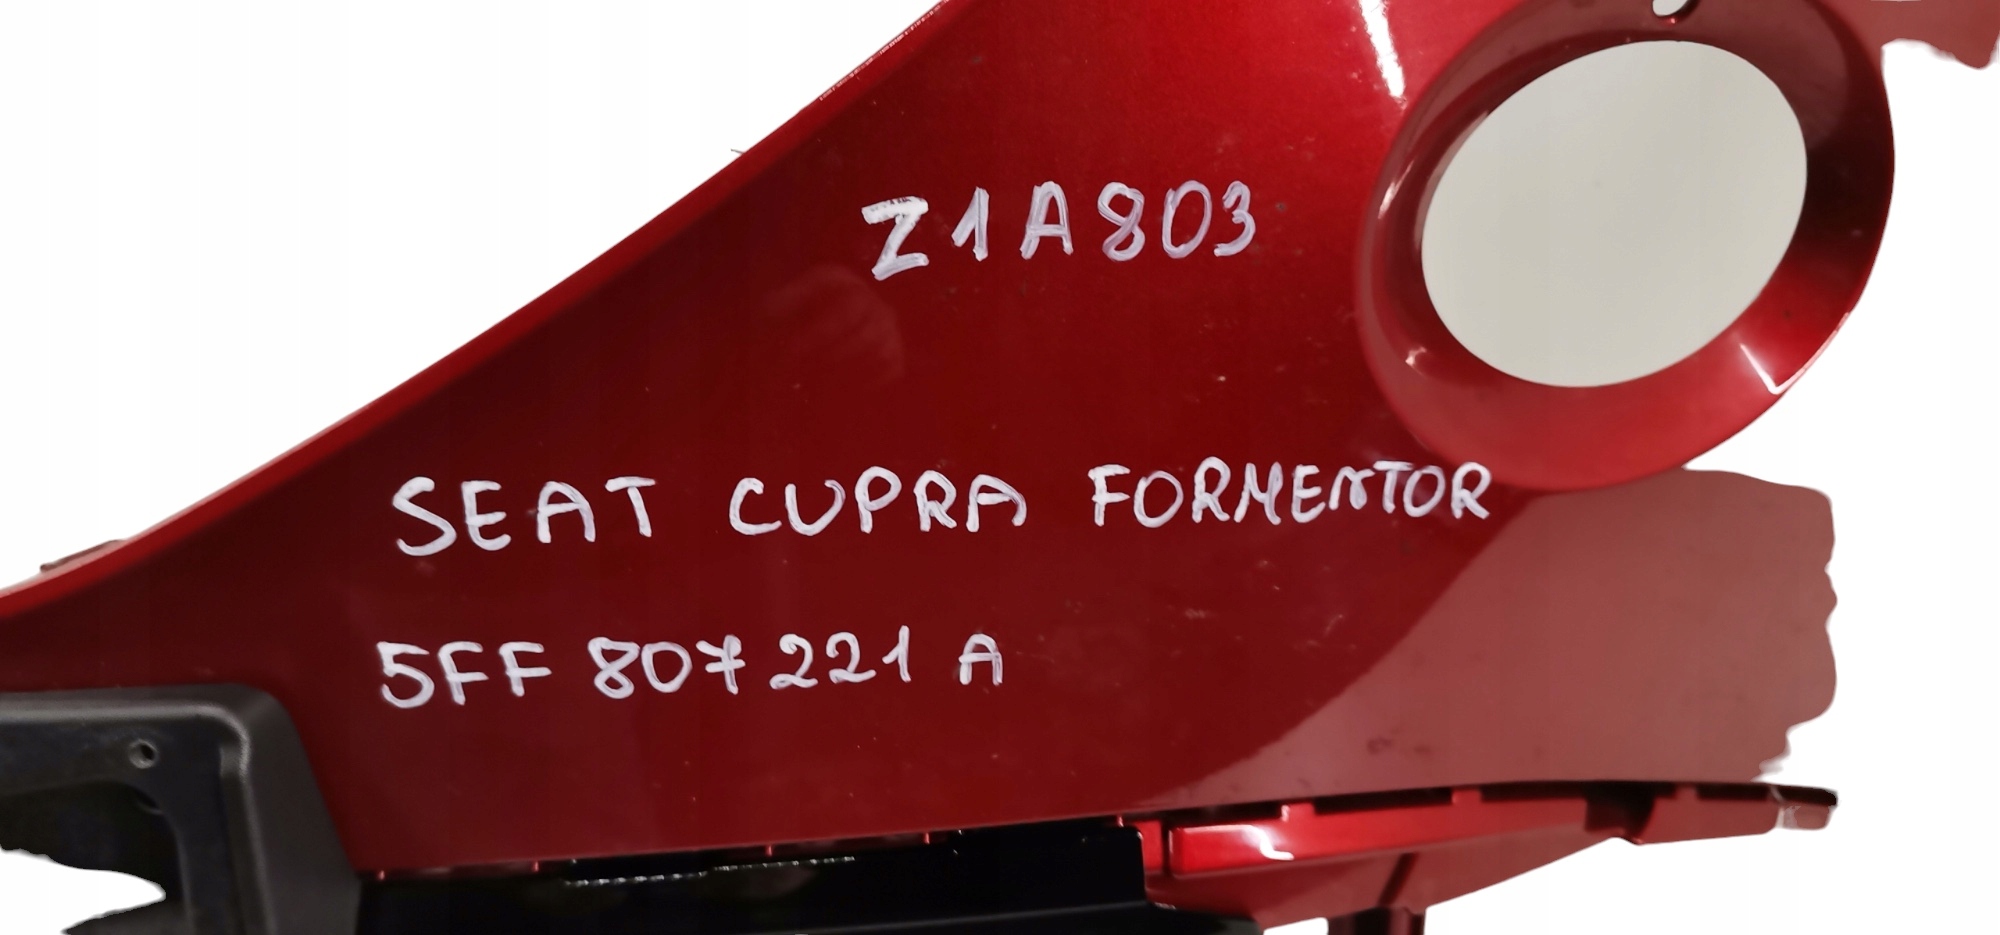 Z1A803
SEAT CUPRA FORMENTOR
5FF 807 221 A